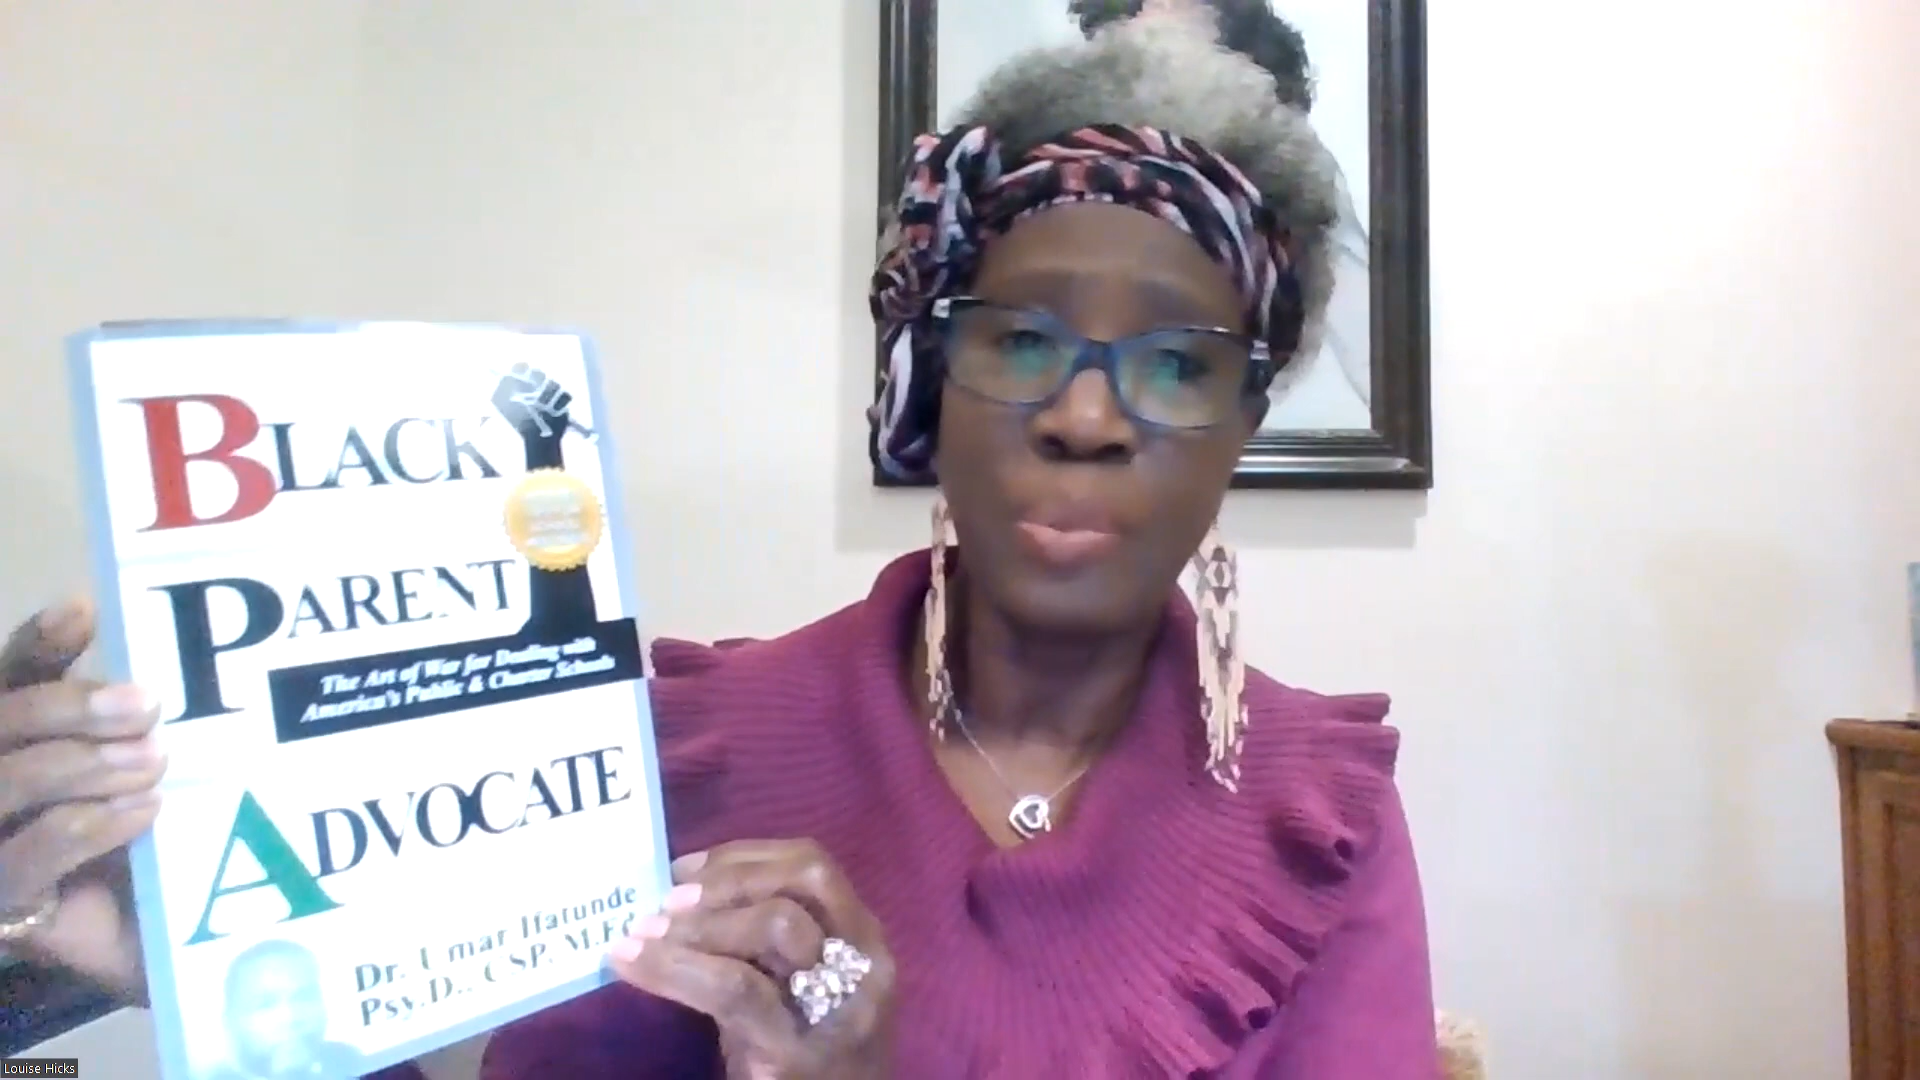 BLACK
PARENT
The Art of War for Dealing with
America's Public & Charter Schools
ADVOCATE
Dr. Umar Ifatunde
Psy.D., CSP, M.Ed
Louise Hicks